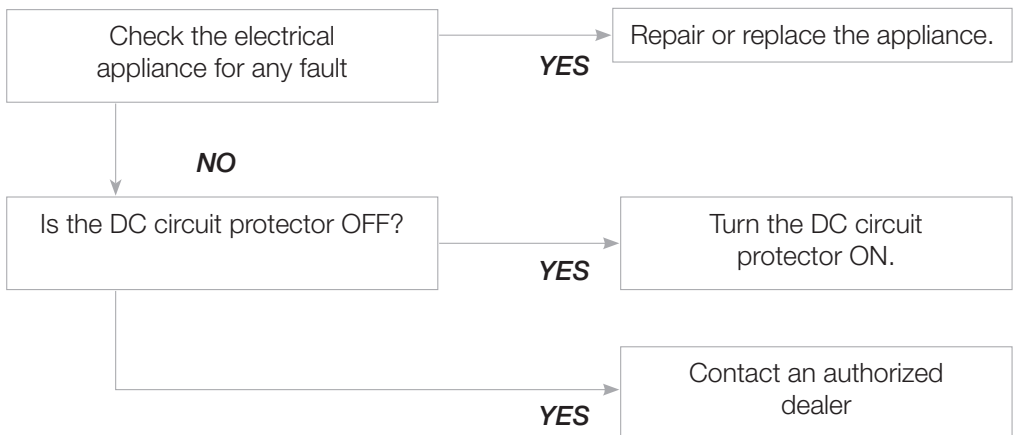 Check the electrical
appliance for any fault
YES
Repair or replace the appliance.
NO
Is the DC circuit protector OFF?
YES
Turn the DC circuit
protector ON.
YES
Contact an authorized
dealer